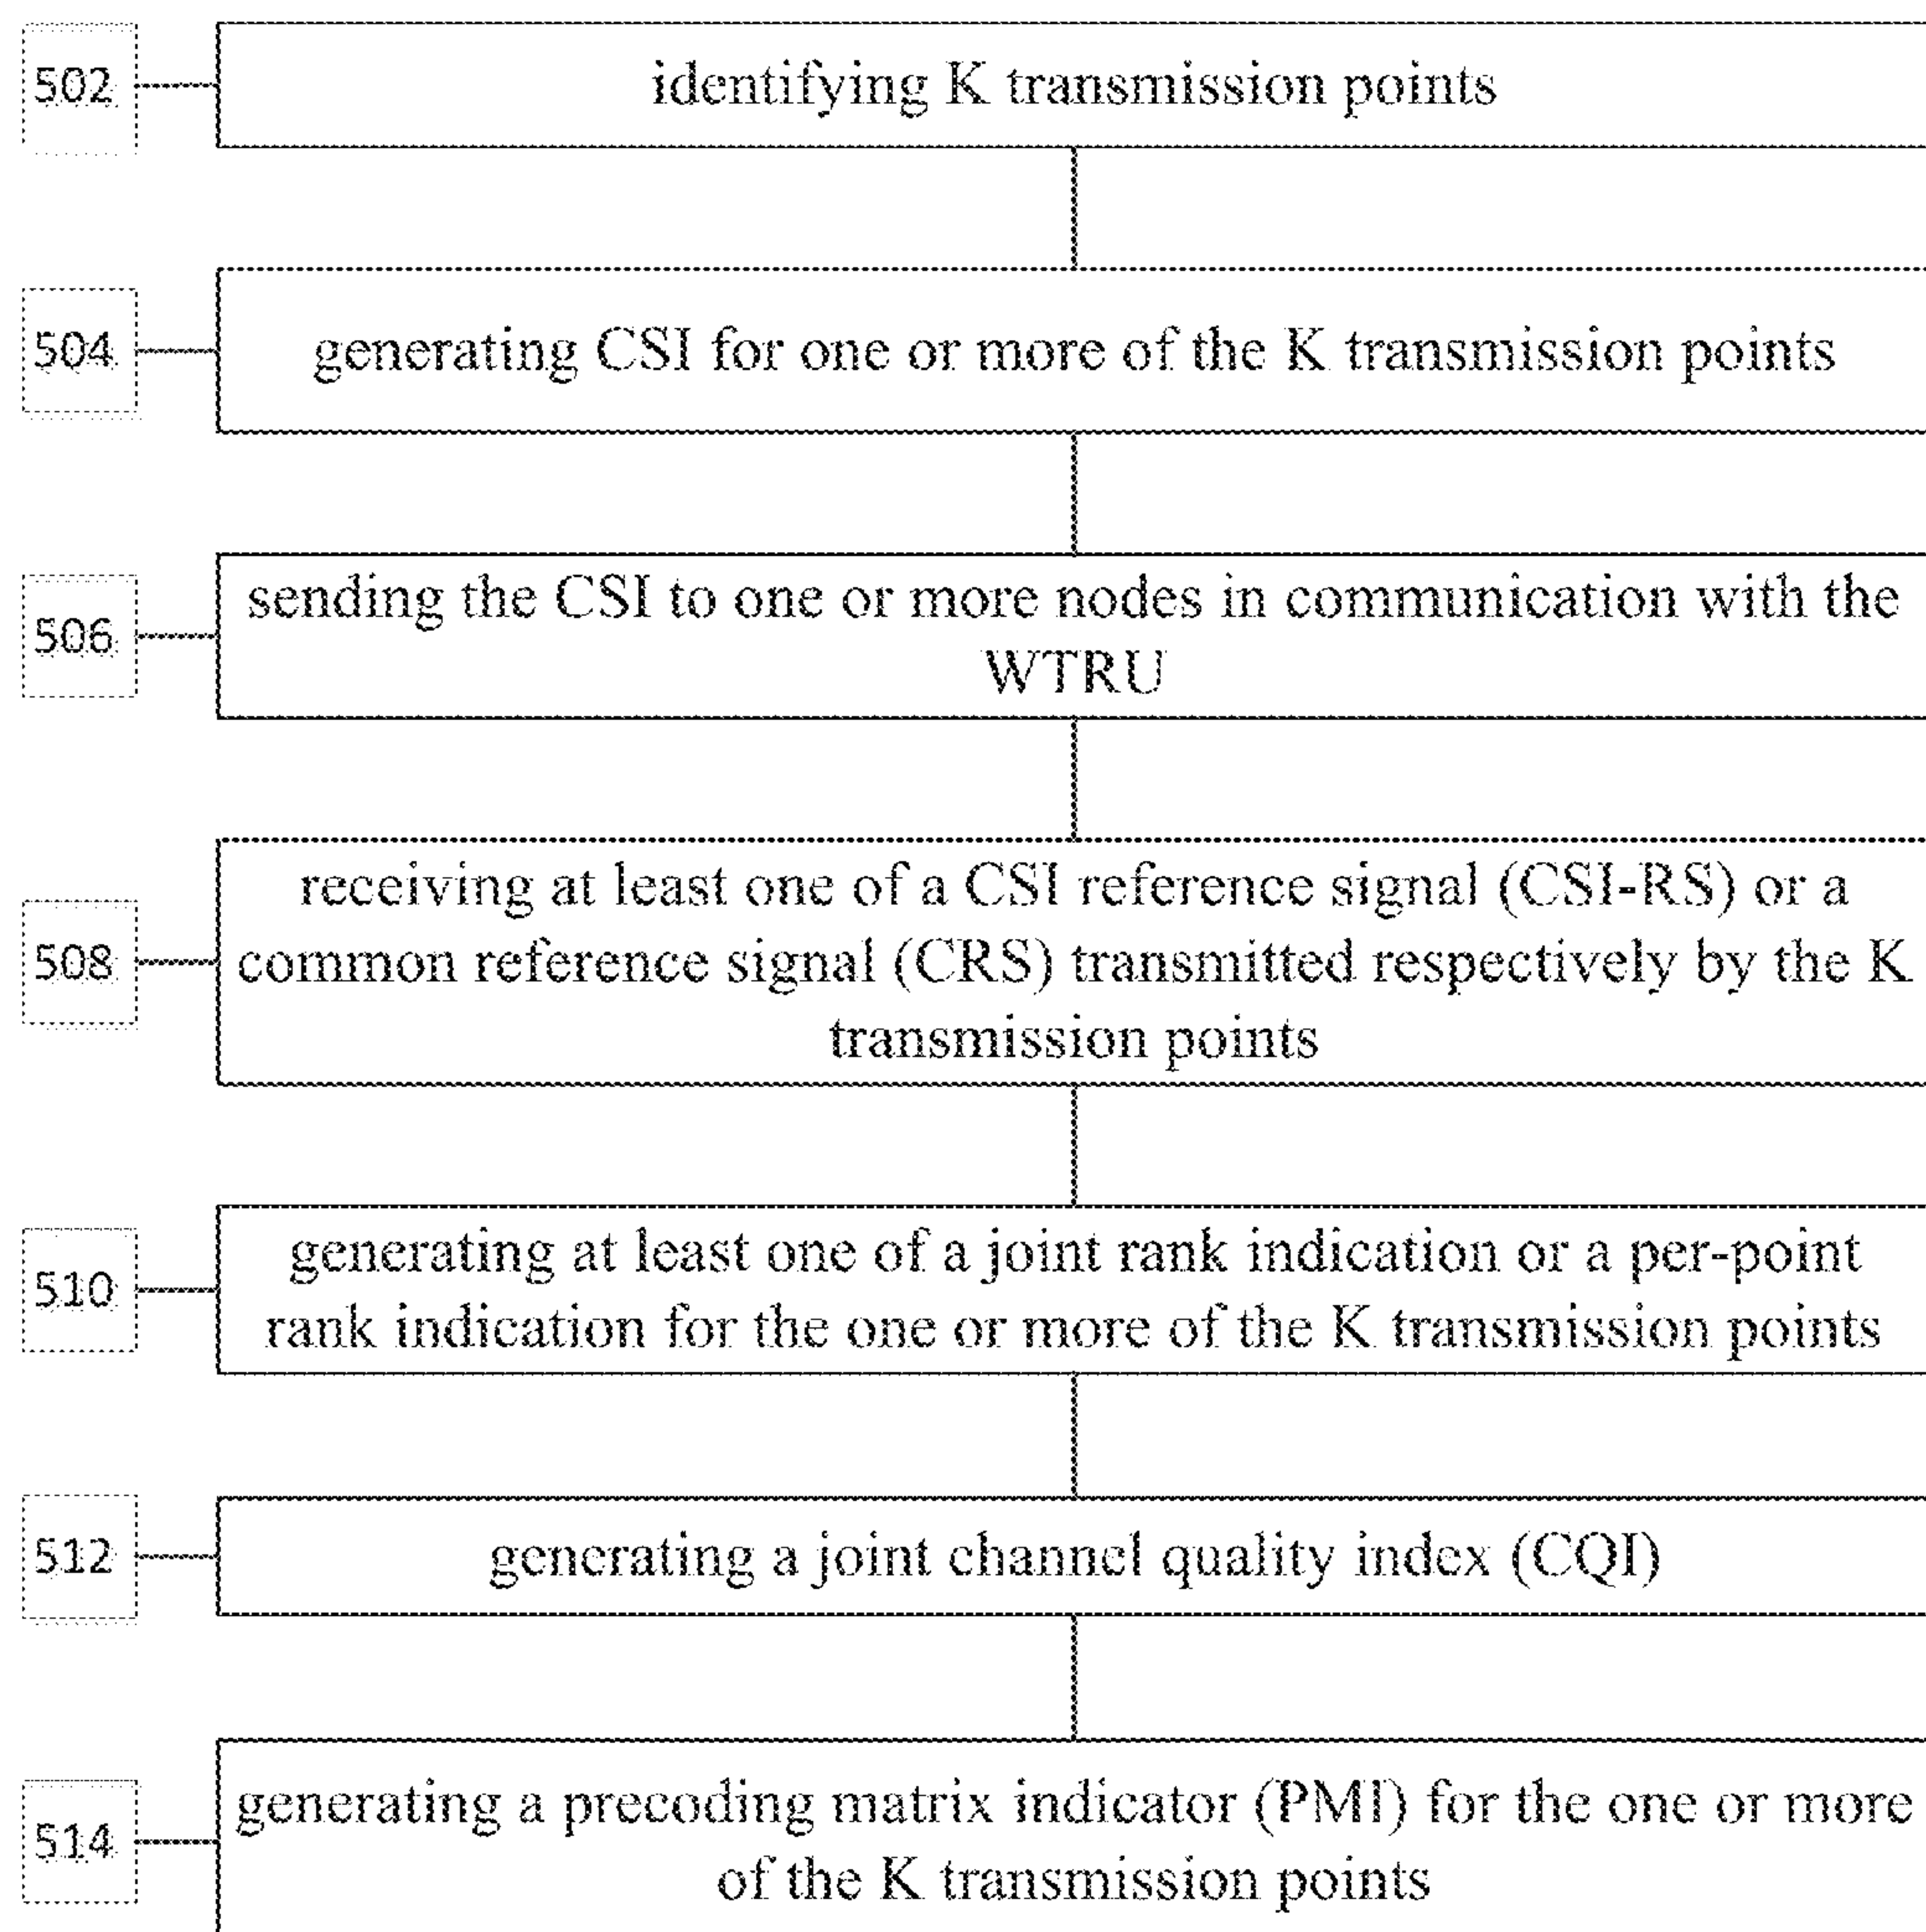 502
identifying K transmission points
504
generating CSI for one or more of the K transmission points
506
sending the CSI to one or more nodes in communication with the
WTRU
508
receiving at least one of a CSI reference signal (CSI-RS) or a
common reference signal (CRS) transmitted respectively by the K
transmission points
510
generating at least one of a joint rank indication or a per-point
rank indication for the one or more of the K transmission points
512
generating a joint channel quality index (CQI)
514
generating a precoding matrix indicator (PMI) for the one or more
of the K transmission points